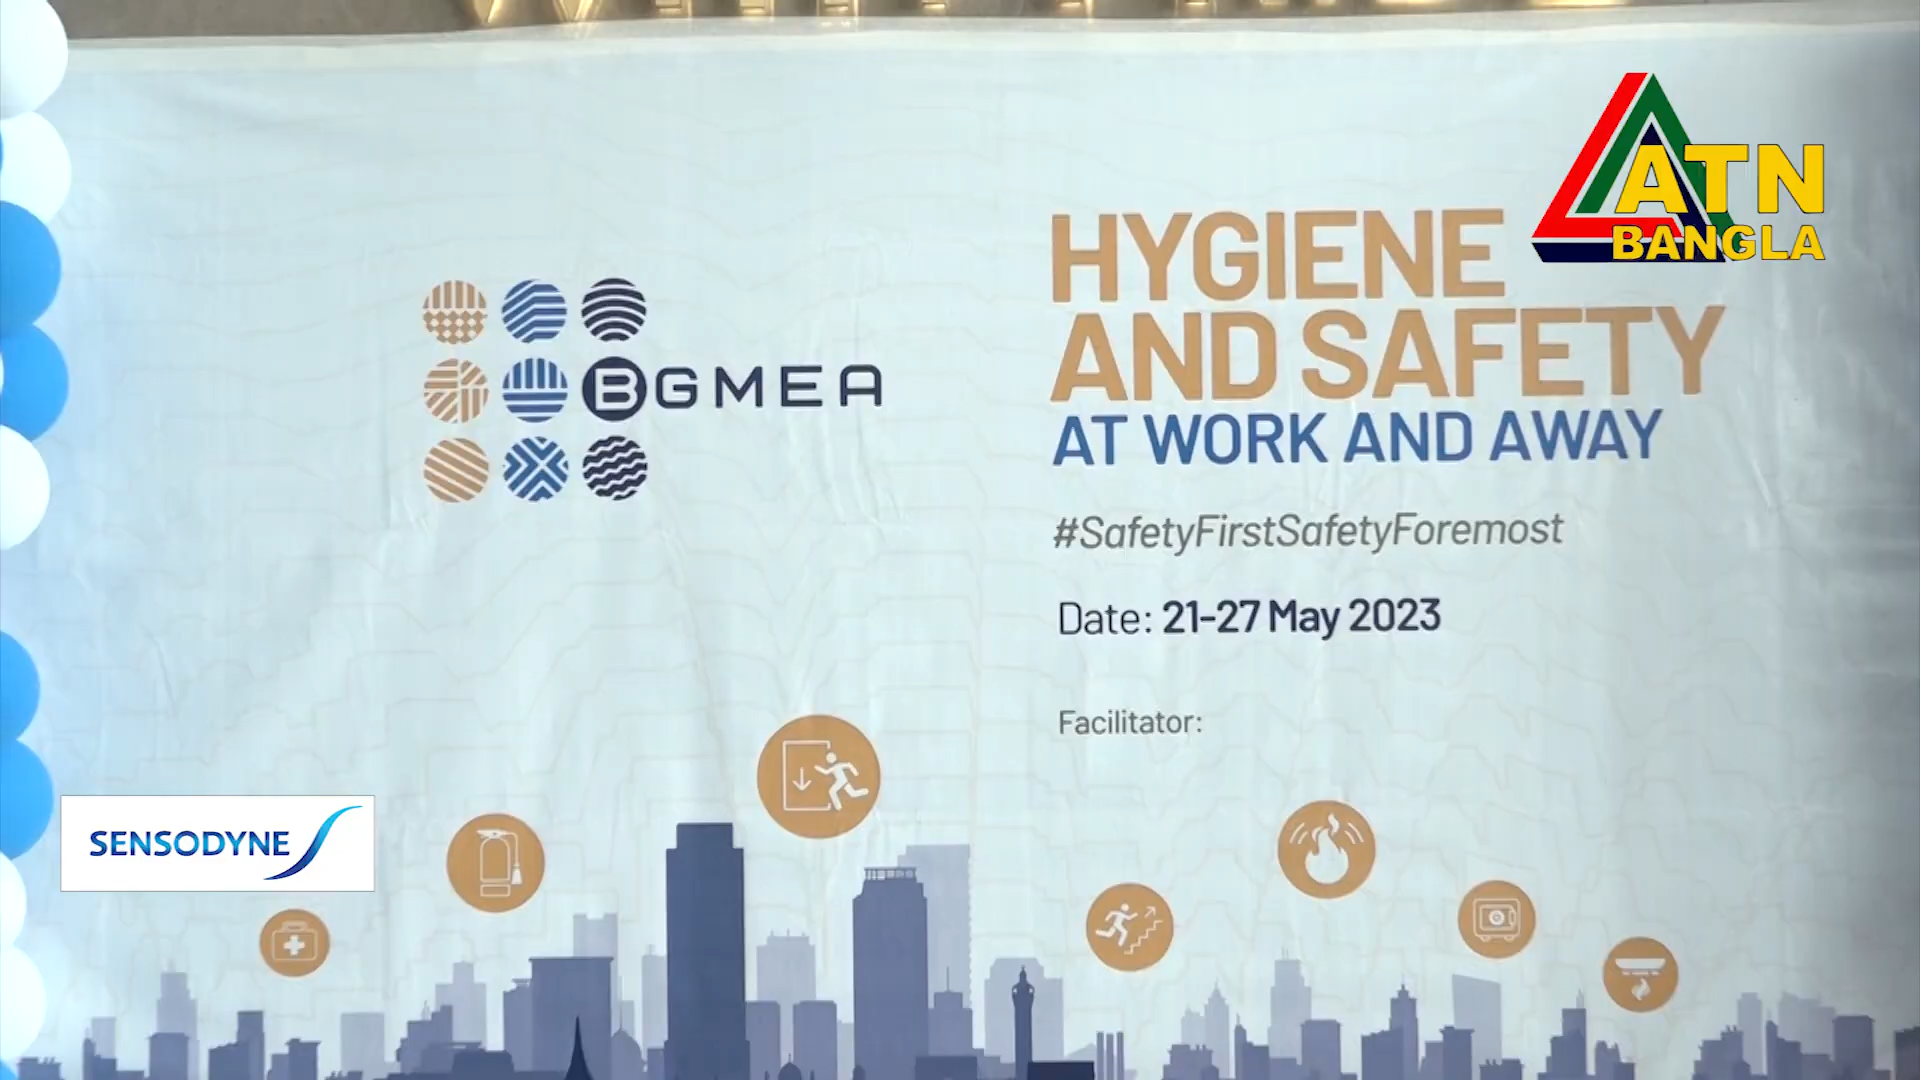 ATN
BANGLA
BGMEA
HYGIENE
AND SAFETY
AT WORK AND AWAY
#SafetyFirstSafetyForemost
Date: 21-27 May 2023
Facilitator:
SENSODYNE